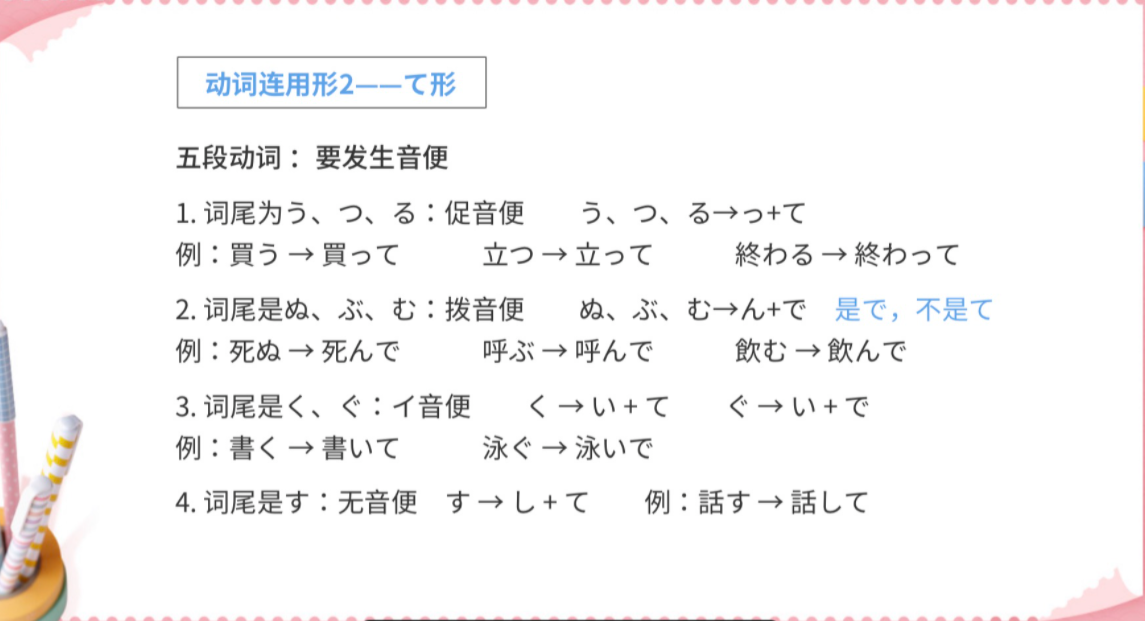 动词连用形2——て形
五段动词： 要发生音便
1. 词尾为う、つ、る：促音便 う、つ、る→っ+て
例：買う → 買って 立つ → 立って 終わる → 終わって
2. 词尾是ぬ、ぶ、む：拨音便 ぬ、ぶ、む→ん+で 是で，不是て
例：死ぬ → 死んで 呼ぶ → 呼んで 飲む → 飲んで
3. 词尾是く、ぐ：イ音便 く → い + て ぐ → い + で
例：書く → 書いて 泳ぐ → 泳いで
4. 词尾是す：无音便 す → し + て 例：話す → 話して